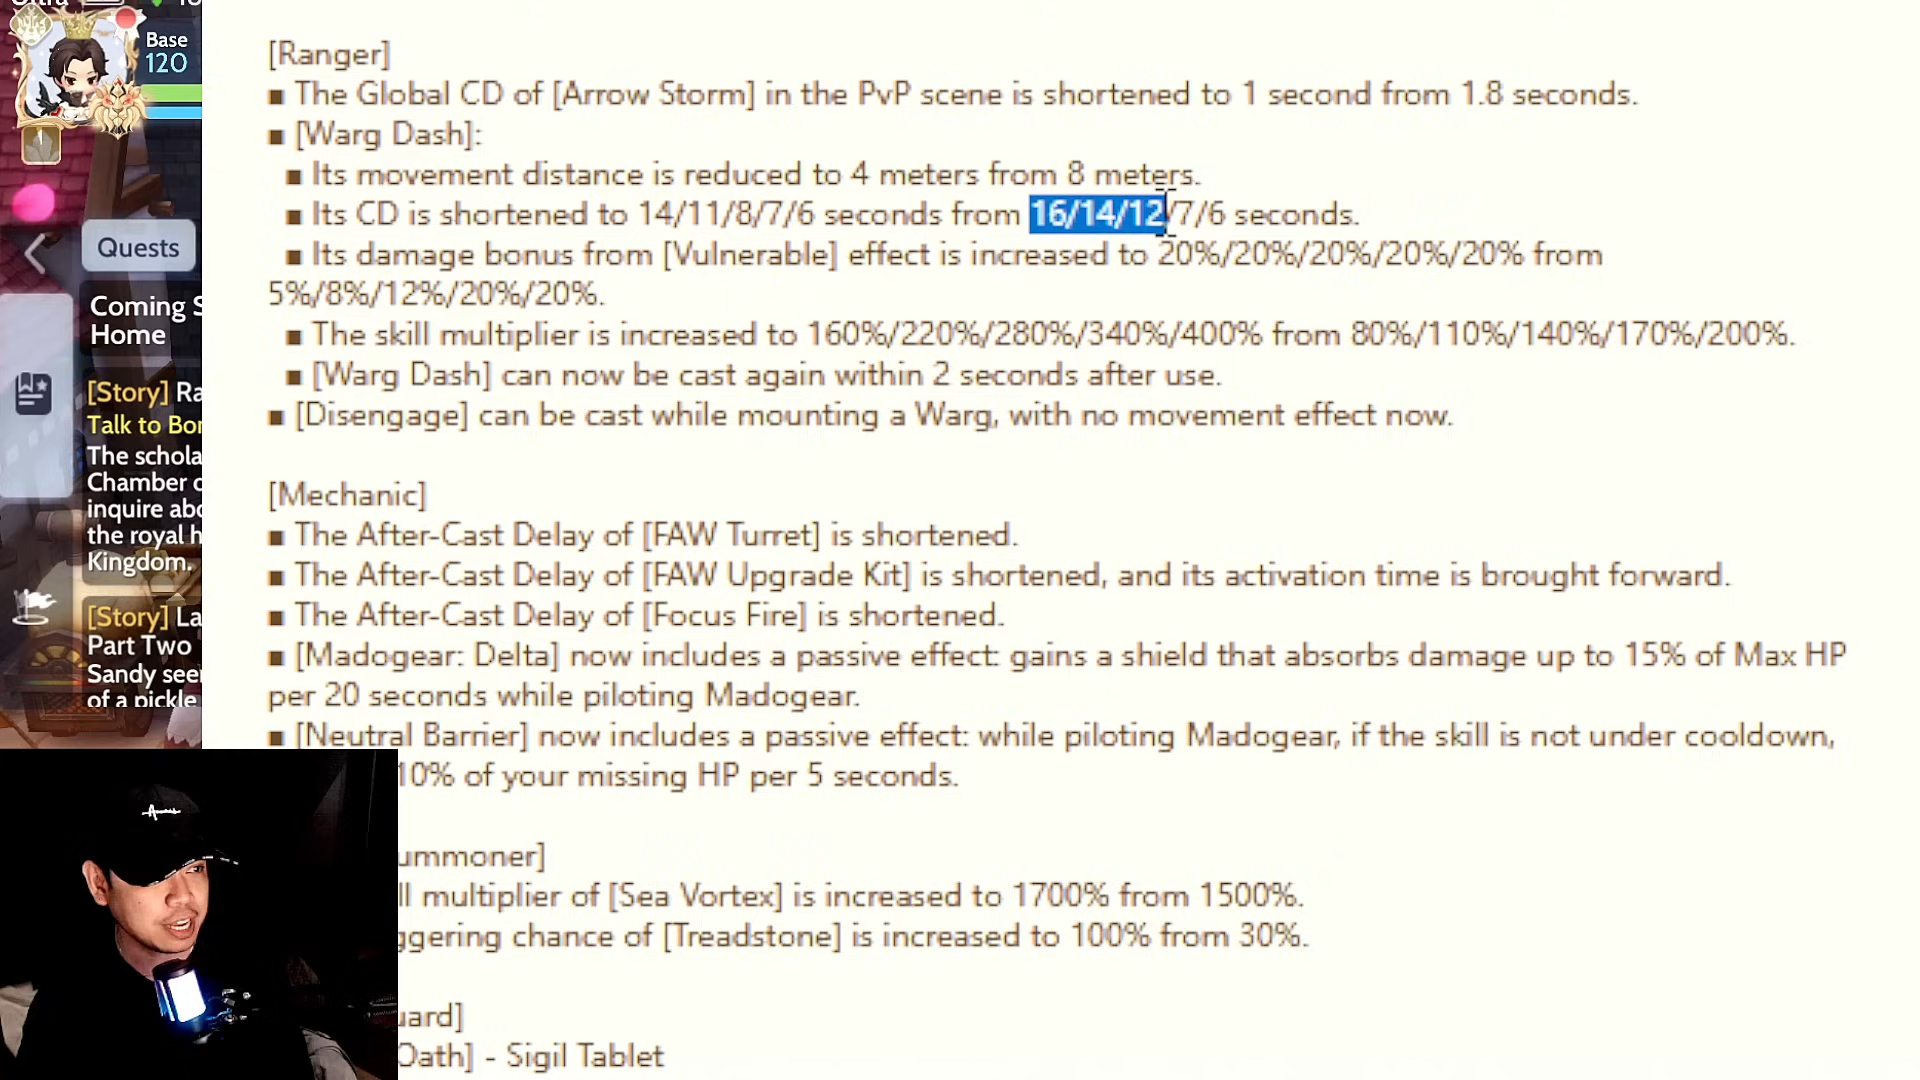 Base
120
Quests
Coming S
Home
[Story] Ra
Talk to Bor
The schola
Chamber o
inquire abo
the royal h
Kingdom.
[Story] La
Part Two
Sandy seer
of a pickle
[Ranger]
■ The Global CD of [Arrow Storm] in the PvP scene is shortened to 1 second from 1.8 seconds.
■ [Warg Dash]:
■ Its movement distance is reduced to 4 meters from 8 meters.
■ Its CD is shortened to 14/11/8/7/6 seconds from 16/14/12/7/6 seconds.
■ Its damage bonus from [Vulnerable] effect is increased to 20%/20%/20%/20%/20% from
5%/8%/12%/20%/20%.
■ The skill multiplier is increased to 160%/220%/280%/340%/400% from 80%/110%/140%/170%/200%.
■ [Warg Dash] can now be cast again within 2 seconds after use.
■ [Disengage] can be cast while mounting a Warg, with no movement effect now.
[Mechanic]
■ The After-Cast Delay of [FAW Turret] is shortened.
■ The After-Cast Delay of [FAW Upgrade Kit] is shortened, and its activation time is brought forward.
■ The After-Cast Delay of [Focus Fire] is shortened.
■ [Madogear: Delta] now includes a passive effect: gains a shield that absorbs damage up to 15% of Max HP
per 20 seconds while piloting Madogear.
■ [Neutral Barrier] now includes a passive effect: while piloting Madogear, if the skill is not under cooldown,
10% of your missing HP per 5 seconds.
ummoner]
ll multiplier of [Sea Vortex] is increased to 1700% from 1500%.
ggering chance of [Treadstone] is increased to 100% from 30%.
uard]
Oath] - Sigil Tablet